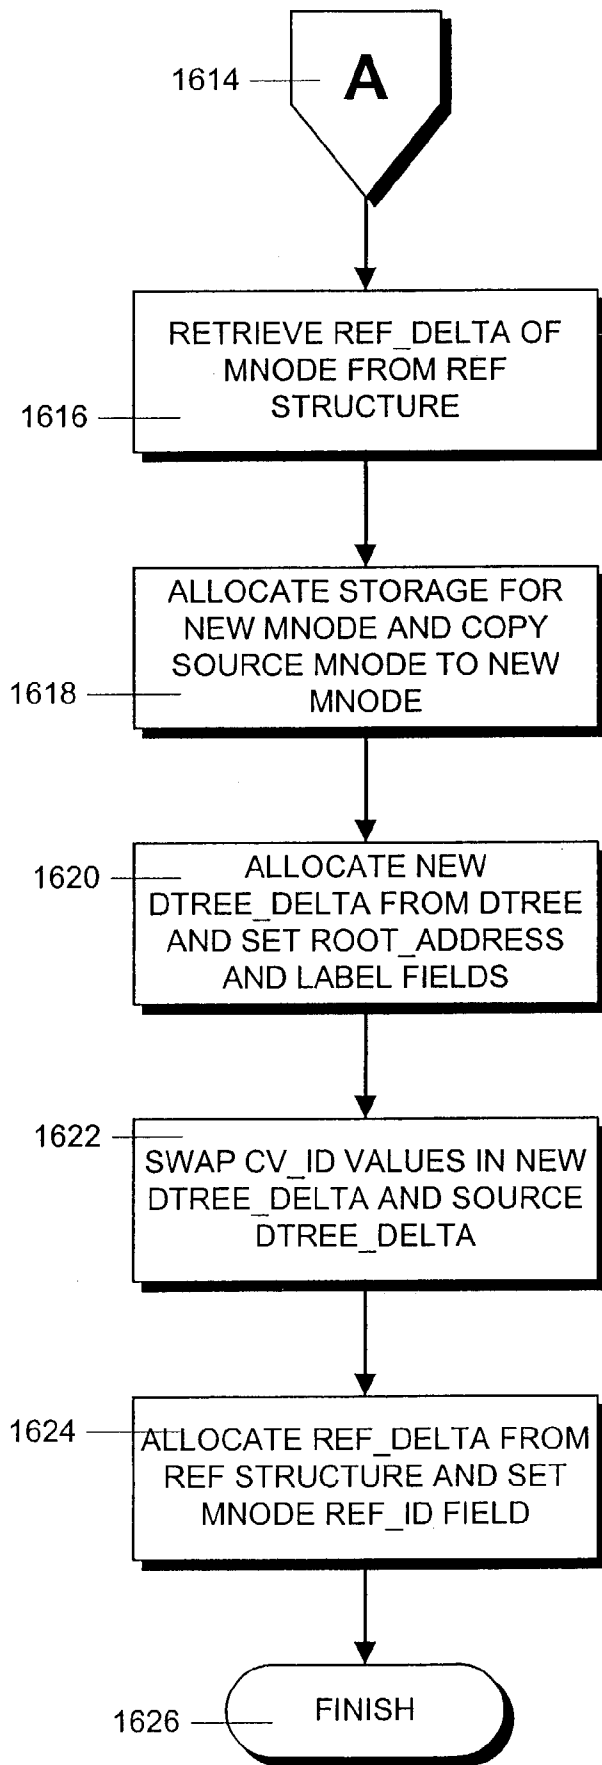 1614
A
RETRIEVE REF_DELTA OF
MNODE FROM REF
STRUCTURE
1616
ALLOCATE STORAGE FOR
NEW MNODE AND COPY
SOURCE MNODE TO NEW
MNODE
1618
1620
ALLOCATE NEW
DTREE_DELTA FROM DTREE
AND SET ROOT_ADDRESS
AND LABEL FIELDS
1622
SWAP CV_ID VALUES IN NEW
DTREE_DELTA AND SOURCE
DTREE_DELTA
1624
ALLOCATE REF_DELTA FROM
REF STRUCTURE AND SET
MNODE REF_ID FIELD
FINISH
1626